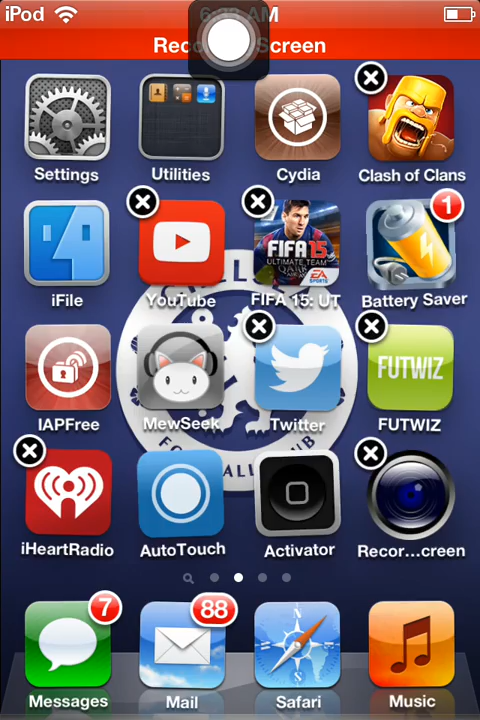 iPod
AM
Rec Screen
Settings
Utilities
Cydia
Clash of Clans
1
iFile
YouTube
FIFA 15
ULTIMATE TEAM
EA
SPORTS
FIFA 15: UT
Battery Saver
IAPFree
MewSeek
Twitter
FUTWIZ
FUTWIZ
iHeartRadio
AutoTouch
Activator
Recor...creen
7
88
Messages
Mail
Safari
Music